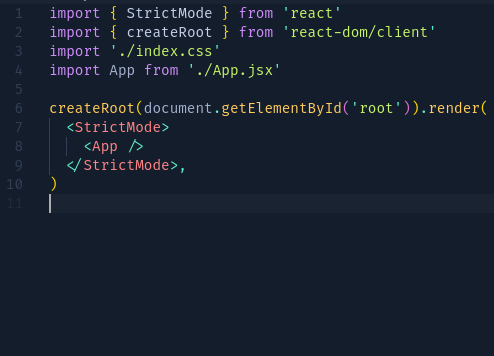 1 import { StrictMode } from 'react'
2 import { createRoot } from 'react-dom/client'
3 import './index.css'
4 import App from './App.jsx'
5
6 createRoot(document.getElementById('root')).render(
7   <StrictMode>
8     <App />
9   </StrictMode>,
10 )
11